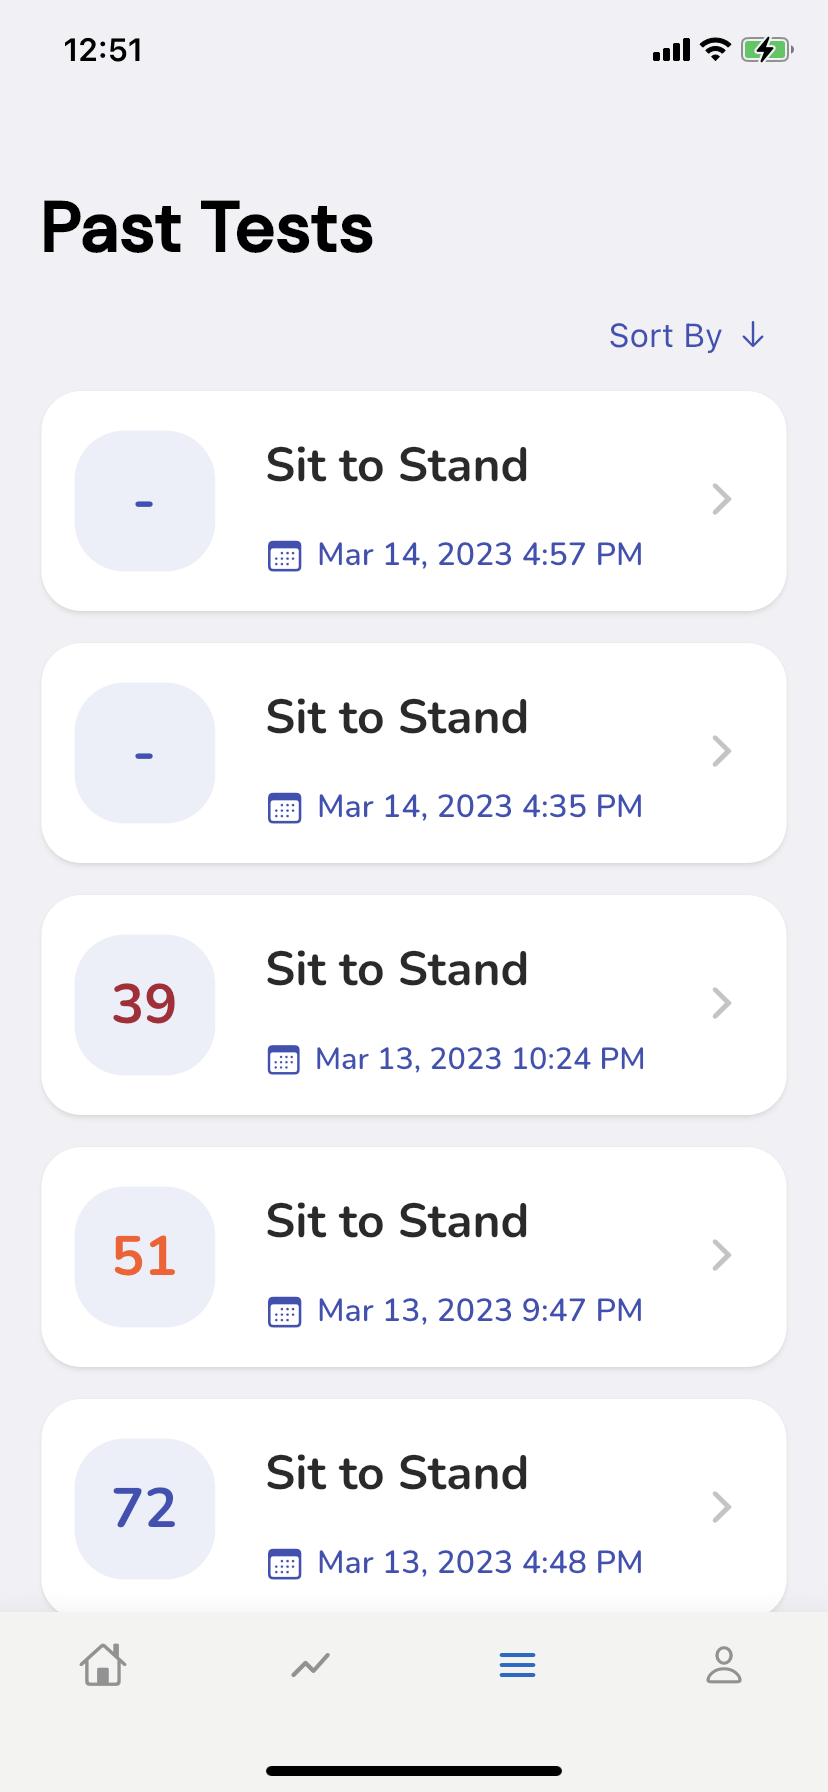 12:51
Past Tests
Sort By ↓
-
Sit to Stand
Mar 14, 2023 4:57 PM
-
Sit to Stand
Mar 14, 2023 4:35 PM
39
Sit to Stand
Mar 13, 2023 10:24 PM
51
Sit to Stand
Mar 13, 2023 9:47 PM
72
Sit to Stand
Mar 13, 2023 4:48 PM